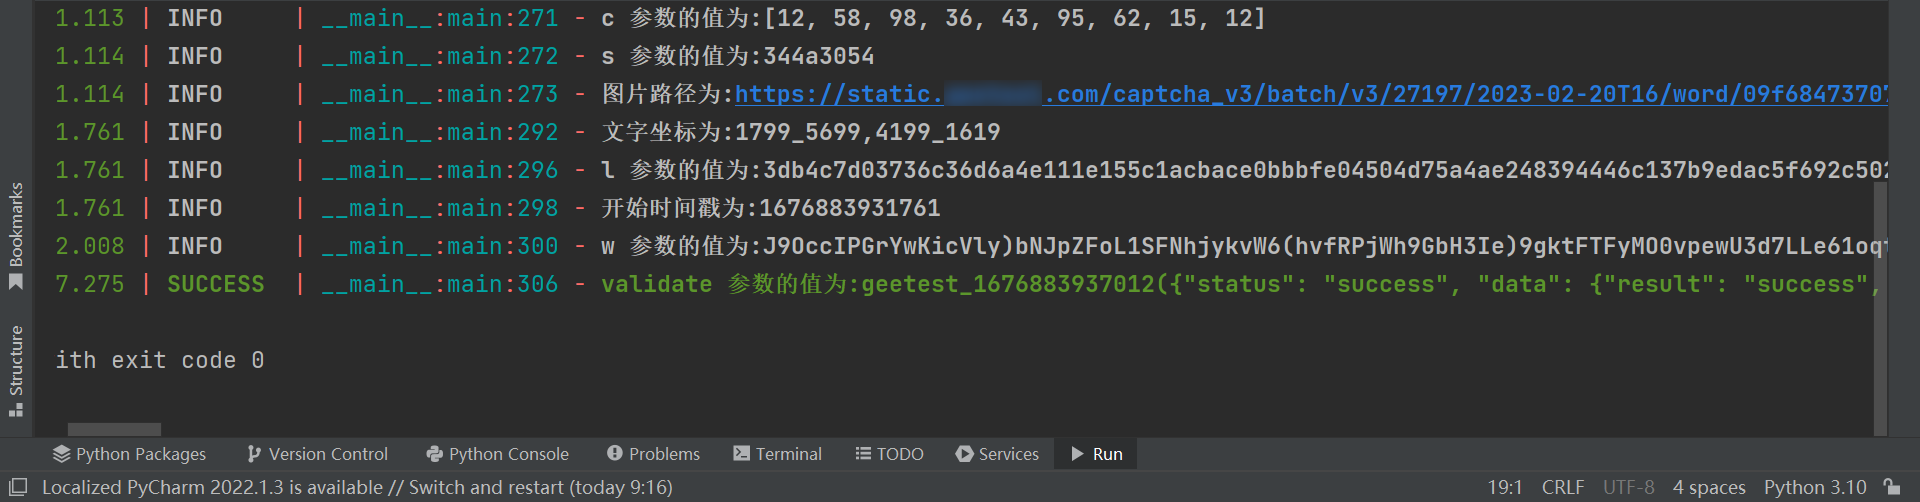 1.113 | INFO | __main__:main:271 - c 参数的值为:[12, 58, 98, 36, 43, 95, 62, 15, 12]
1.114 | INFO | __main__:main:272 - s 参数的值为:344a3054
1.114 | INFO | __main__:main:273 - 图片路径为:https://static. .com/captcha_v3/batch/v3/27197/2023-02-20T16/word/09f68473707
1.761 | INFO | __main__:main:292 - 文字坐标为:1799_5699,4199_1619
1.761 | INFO | __main__:main:296 - l 参数的值为:3db4c7d03736c36d6a4e111e155c1acbace0bbbfe04504d75a4ae248394446c137b9edac5f692c502
1.761 | INFO | __main__:main:298 - 开始时间戳为:1676883931761
2.008 | INFO | __main__:main:300 - w 参数的值为:J9OccIPGrYwKicVly)bNJpZFoL1SFNhjykvW6(hvfRPjWh9GbH3Ie)9gktFTFyMO0vpewU3d7LLe61oq
7.275 | SUCCESS | __main__:main:306 - validate 参数的值为:geetest_1676883937012({"status": "success", "data": {"result": "success",
ith exit code 0
Bookmarks
Structure
Python Packages Version Control Python Console Problems Terminal TODO Services Run
Localized PyCharm 2022.1.3 is available // Switch and restart (today 9:16) 19:1 CRLF UTF-8 4 spaces Python 3.10